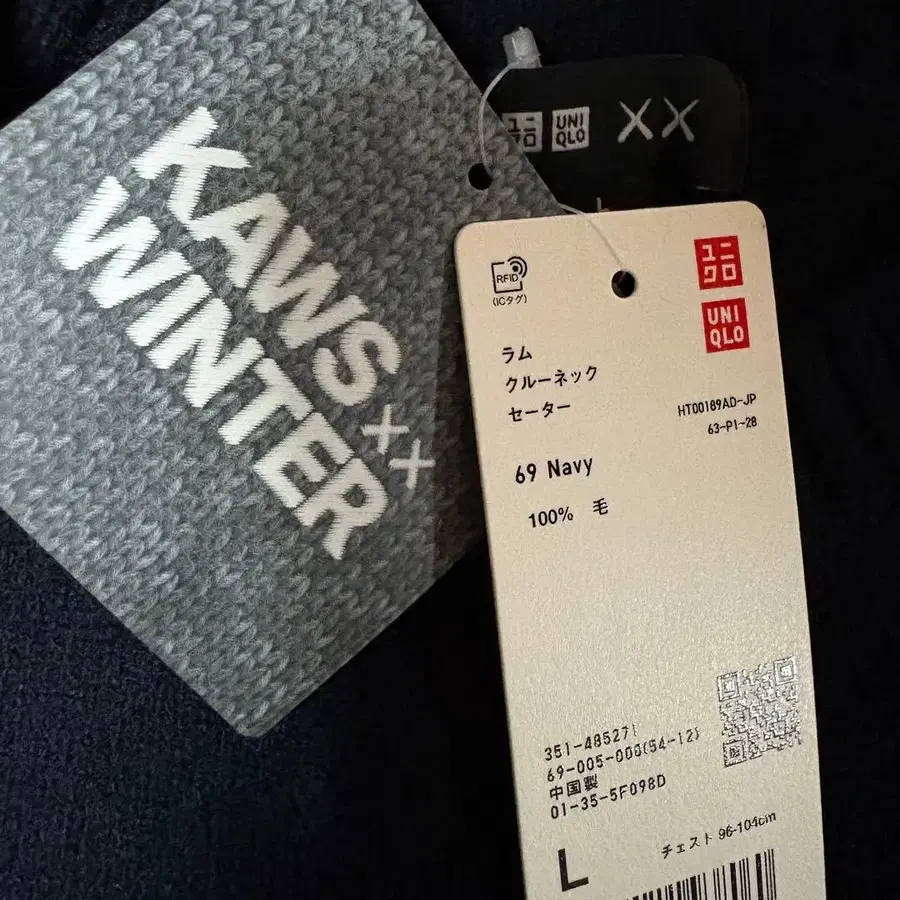 KAWS
WINTER
XX
ユニ
クロ
UNI
QLO
XX
RFID
(ICタグ)
ユニ
クロ
UNI
QLO
ラム
クルーネック
セーター
HT00189AD-JP
63-P1-28
69 Navy
100% 毛
351-485271
69-005-000(54-12)
中国製
01-35-5F098D
L
チェスト 96-104cm